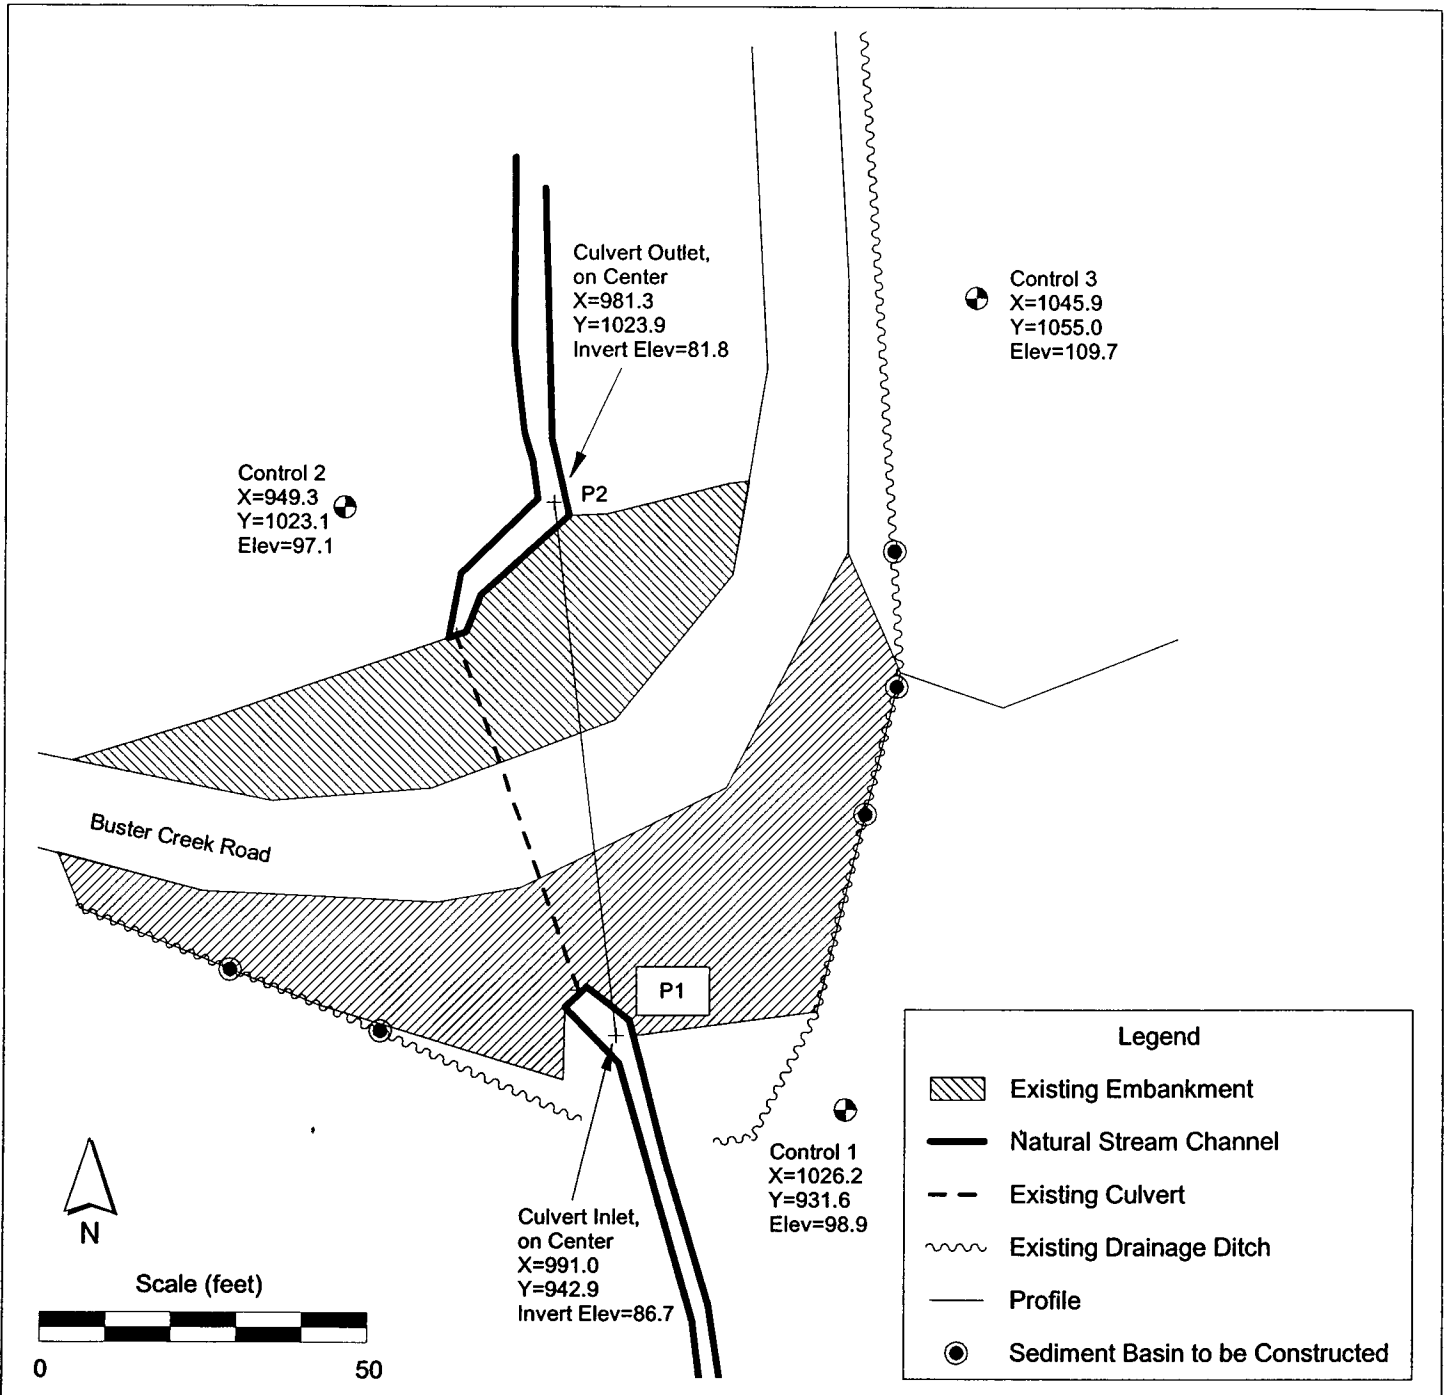 Culvert Outlet,
on Center
X=981.3
Y=1023.9
Invert Elev=81.8
Control 3
X=1045.9
Y=1055.0
Elev=109.7
Control 2
X=949.3
Y=1023.1
Elev=97.1
P2
Buster Creek Road
P1
Control 1
X=1026.2
Y=931.6
Elev=98.9
Culvert Inlet,
on Center
X=991.0
Y=942.9
Invert Elev=86.7
N
Scale (feet)
0 50
Legend
Existing Embankment
Natural Stream Channel
Existing Culvert
Existing Drainage Ditch
Profile
Sediment Basin to be Constructed